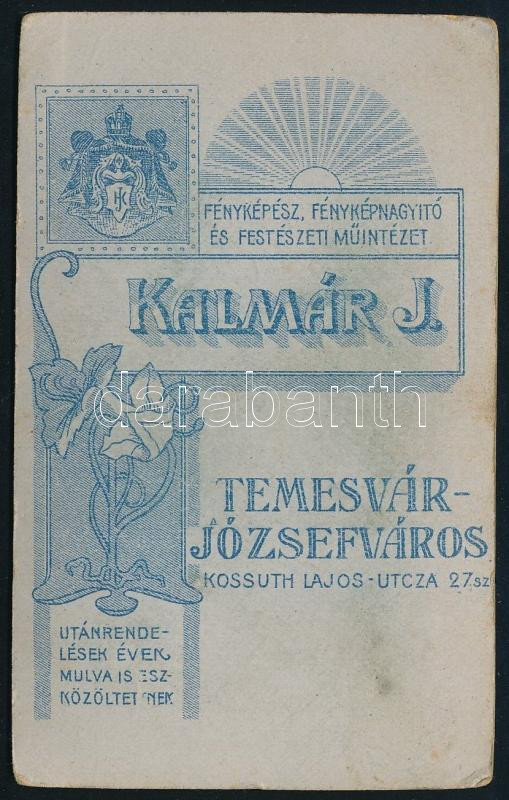 FÉNYKÉPÉSZ, FÉNYKÉPNAGYITÓ
ÉS FESTÉSZETI MŰINTÉZET.
KALMÁR J.
darabanth
TEMESVÁR-
JÓZSEFVÁROS
KOSSUTH LAJOS-UTCZA 27 SZ
UTÁNRENDE-
LÉSEK ÉVEK
MULVA IS ESZ-
KÖZÖLTETNEK